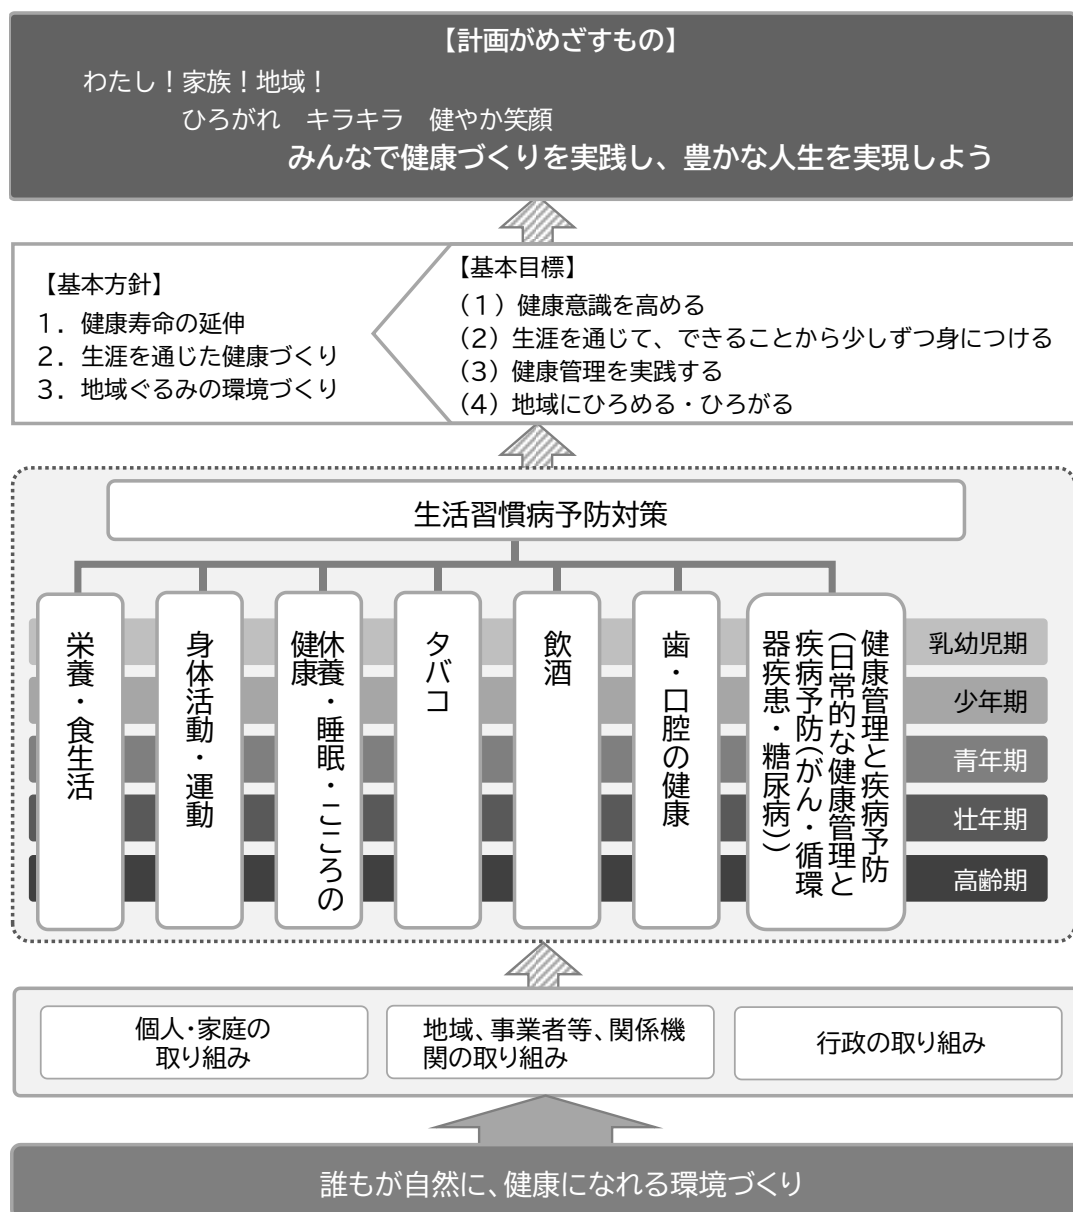 【計画がめざすもの】
わたし！家族！地域！
ひろがれ　キラキラ　健やか笑顔
みんなで健康づくりを実践し、豊かな人生を実現しよう
【基本方針】
１．健康寿命の延伸
２．生涯を通じた健康づくり
３．地域ぐるみの環境づくり
【基本目標】
（１）健康意識を高める
（２）生涯を通じて、できることから少しずつ身につける
（３）健康管理を実践する
（４）地域にひろめる・ひろがる
生活習慣病予防対策
栄養・食生活
身体活動・運動
休養・睡眠・こころの
健康
タバコ
飲酒
歯・口腔の健康
健康管理と疾病予防
（日常的な健康管理と
疾病予防（がん・循環
器疾患・糖尿病））
乳幼児期
少年期
青年期
壮年期
高齢期
個人・家庭の
取り組み
地域、事業者等、関係機
関の取り組み
行政の取り組み
誰もが自然に、健康になれる環境づくり